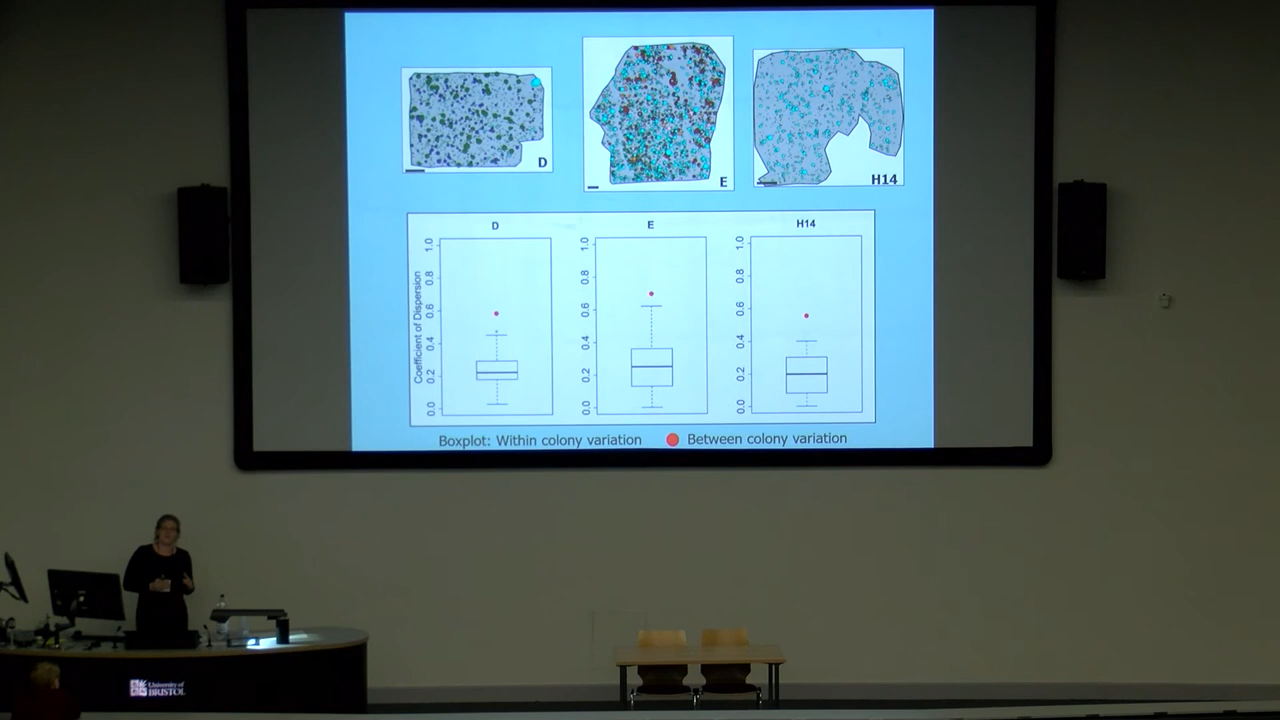 D
E
H14
D
E
H14
Coefficient of Dispersion
1.0
0.8
0.6
0.4
0.2
0.0
1.0
0.8
0.6
0.4
0.2
0.0
1.0
0.8
0.6
0.4
0.2
0.0
Boxplot: Within colony variation
Between colony variation
University of
BRISTOL